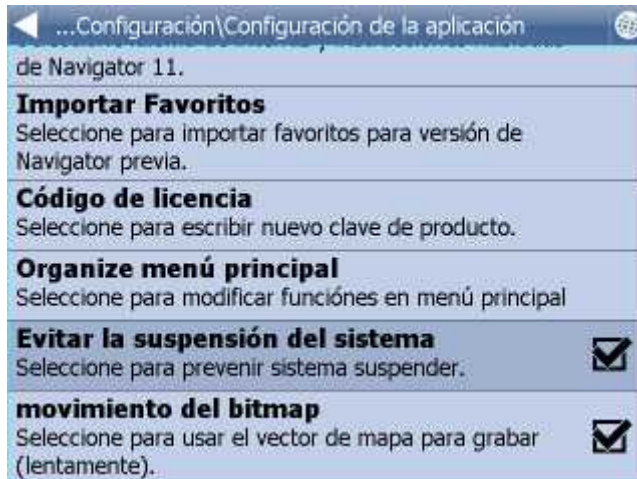 ...Configuración\Configuración de la aplicación
de Navigator 11.
Importar Favoritos
Seleccione para importar favoritos para versión de
Navigator previa.
Código de licencia
Seleccione para escribir nuevo clave de producto.
Organize menú principal
Seleccione para modificar funciónes en menú principal
Evitar la suspensión del sistema
Seleccione para prevenir sistema suspender.
movimiento del bitmap
Seleccione para usar el vector de mapa para grabar
(lentamente).